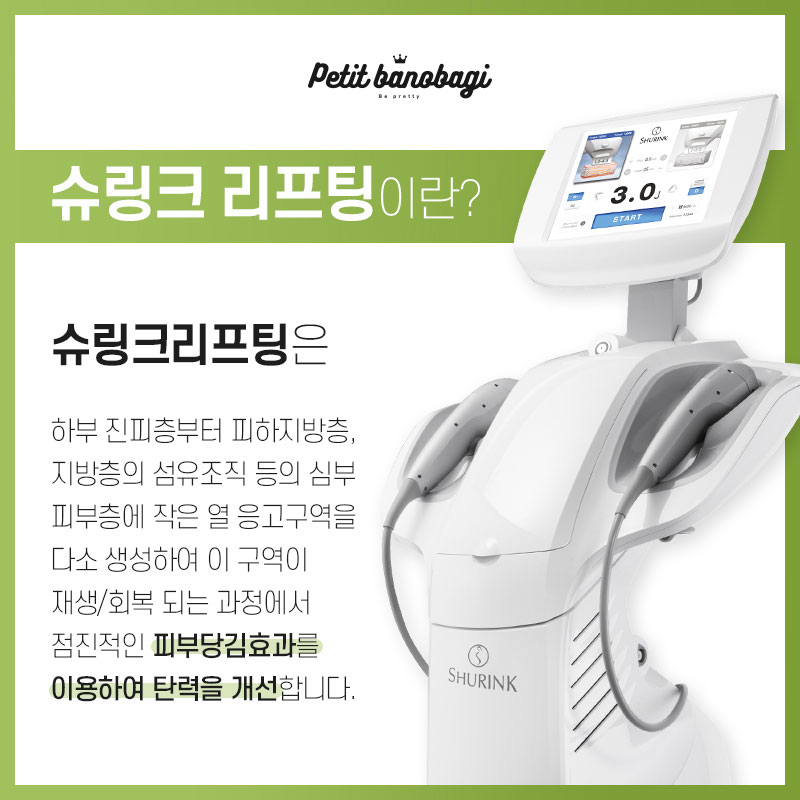 Petit banobagi
Be pretty
슈링크 리프팅이란?
SHURINK
3.0J
START
슈링크리프팅은
하부 진피층부터 피하지방층,
지방층의 섬유조직 등의 심부
피부층에 작은 열 응고구역을
다소 생성하여 이 구역이
재생/회복 되는 과정에서
점진적인 피부당김효과를
이용하여 탄력을 개선합니다.
SHURINK